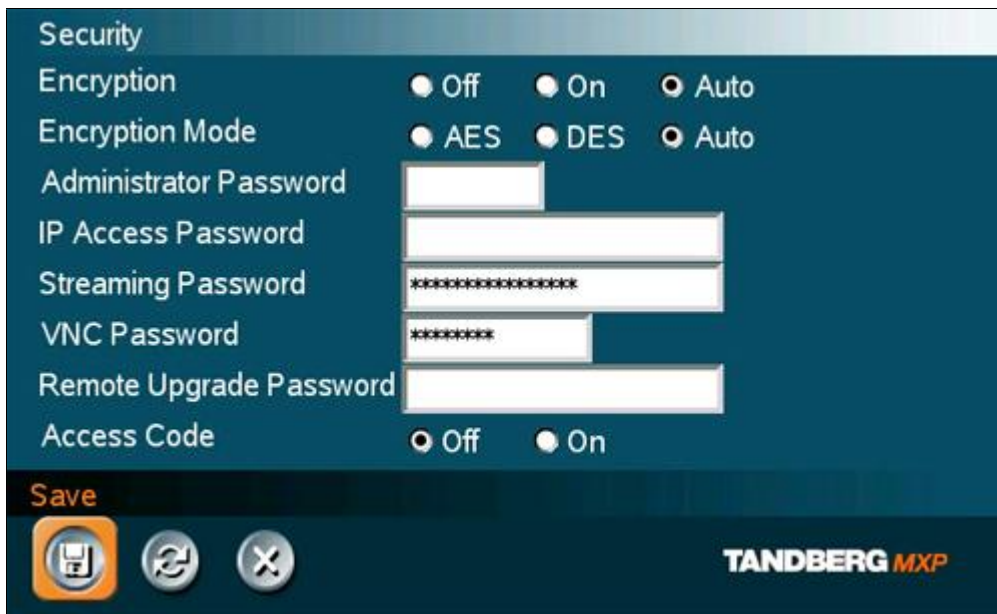 Security
Encryption Off On Auto
Encryption Mode AES DES Auto
Administrator Password
IP Access Password
Streaming Password ****************
VNC Password ********
Remote Upgrade Password
Access Code Off On
Save
TANDBERG MXP